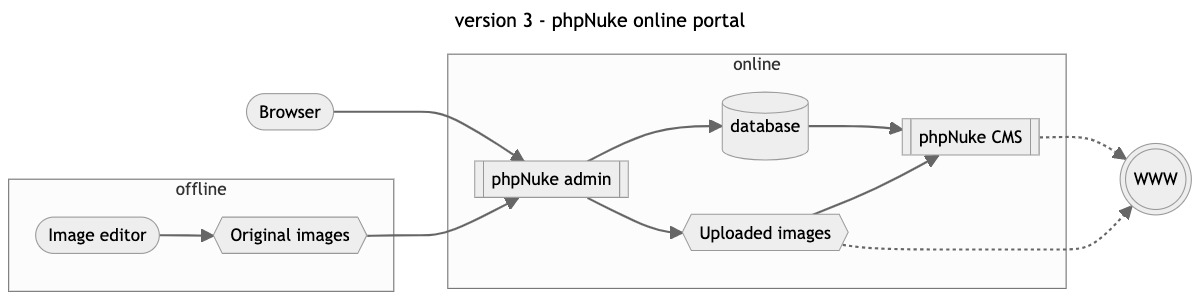 version 3 - phpNuke online portal
online
Browser
database
phpNuke CMS
phpNuke admin
WWW
offline
Image editor
Original images
Uploaded images